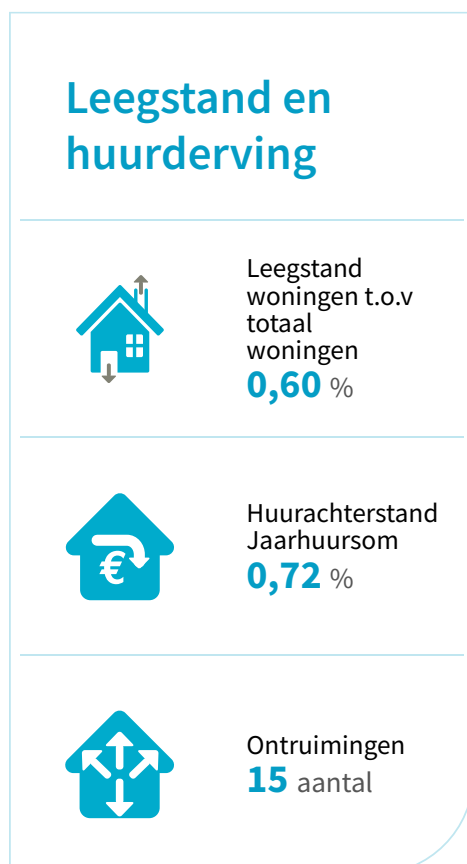 Leegstand en
huurderving
Leegstand
woningen t.o.v
totaal
woningen
0,60 %
€
Huurachterstand
Jaarhuursom
0,72 %
Ontruimingen
15 aantal